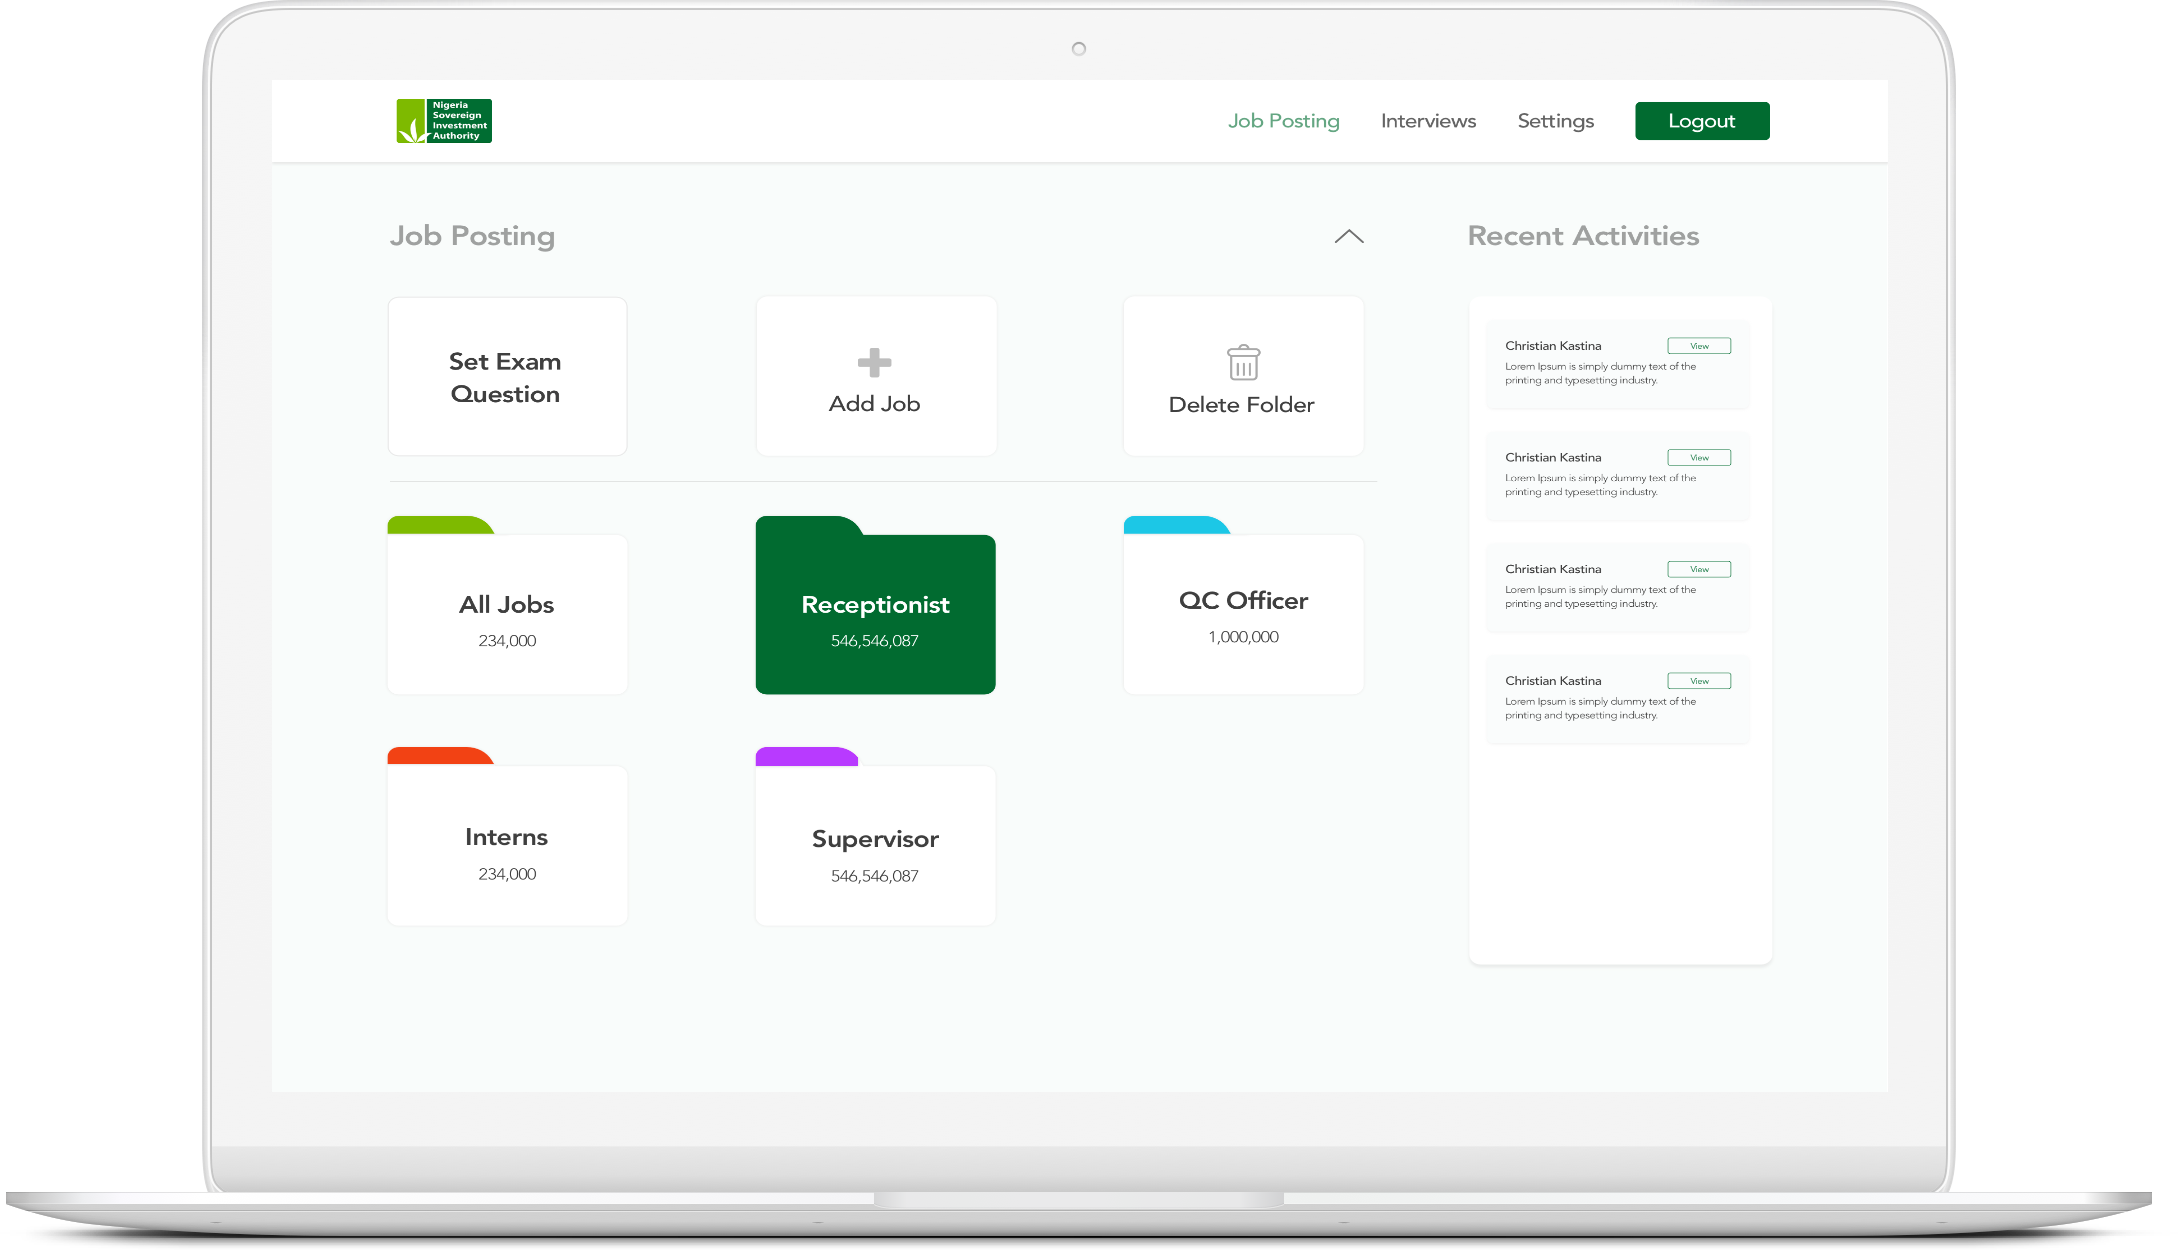 Nigeria
Sovereign
Investment
Authority
Job Posting
Interviews
Settings
Logout
Job Posting
Recent Activities
Set Exam
Question
Add Job
Delete Folder
All Jobs
234,000
Receptionist
546,546,087
QC Officer
1,000,000
Interns
234,000
Supervisor
546,546,087
Christian Kastina
View
Lorem Ipsum is simply dummy text of the
printing and typesetting industry.
Christian Kastina
View
Lorem Ipsum is simply dummy text of the
printing and typesetting industry.
Christian Kastina
View
Lorem Ipsum is simply dummy text of the
printing and typesetting industry.
Christian Kastina
View
Lorem Ipsum is simply dummy text of the
printing and typesetting industry.